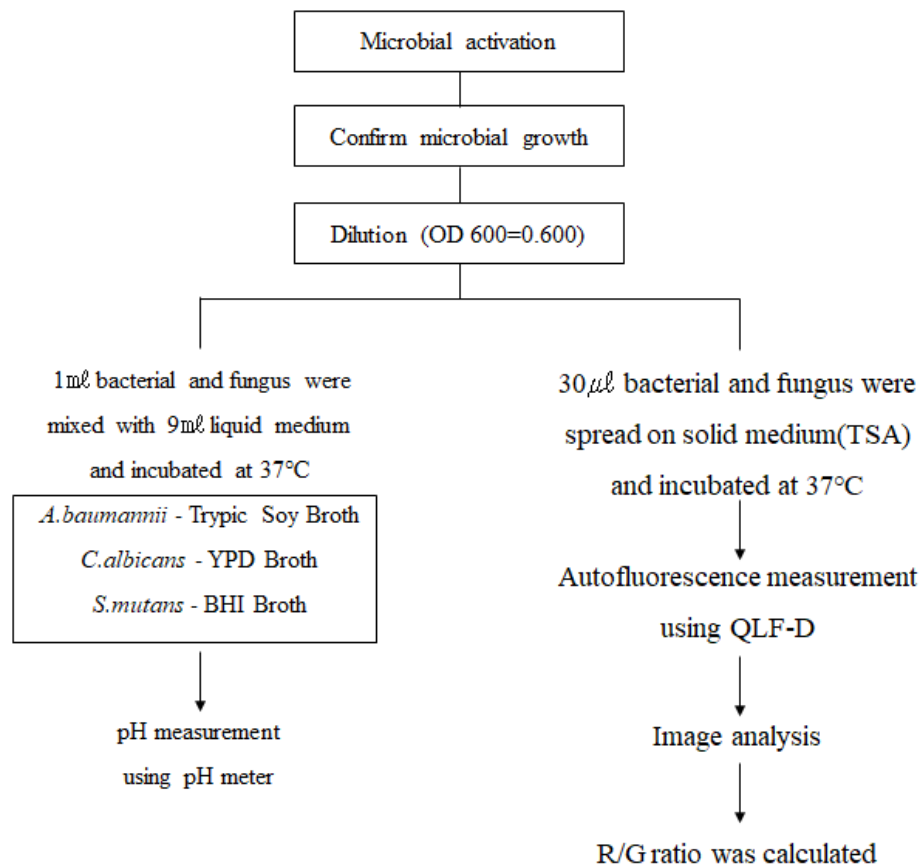 Microbial activation
Confirm microbial growth
Dilution (OD 600=0.600)
1㎖ bacterial and fungus were
mixed with 9㎖ liquid medium
and incubated at 37°C
A.baumannii - Trypic Soy Broth
C.albicans - YPD Broth
S.mutans - BHI Broth
pH measurement
using pH meter
30㎕ bacterial and fungus were
spread on solid medium(TSA)
and incubated at 37°C
Autofluorescence measurement
using QLF-D
Image analysis
R/G ratio was calculated